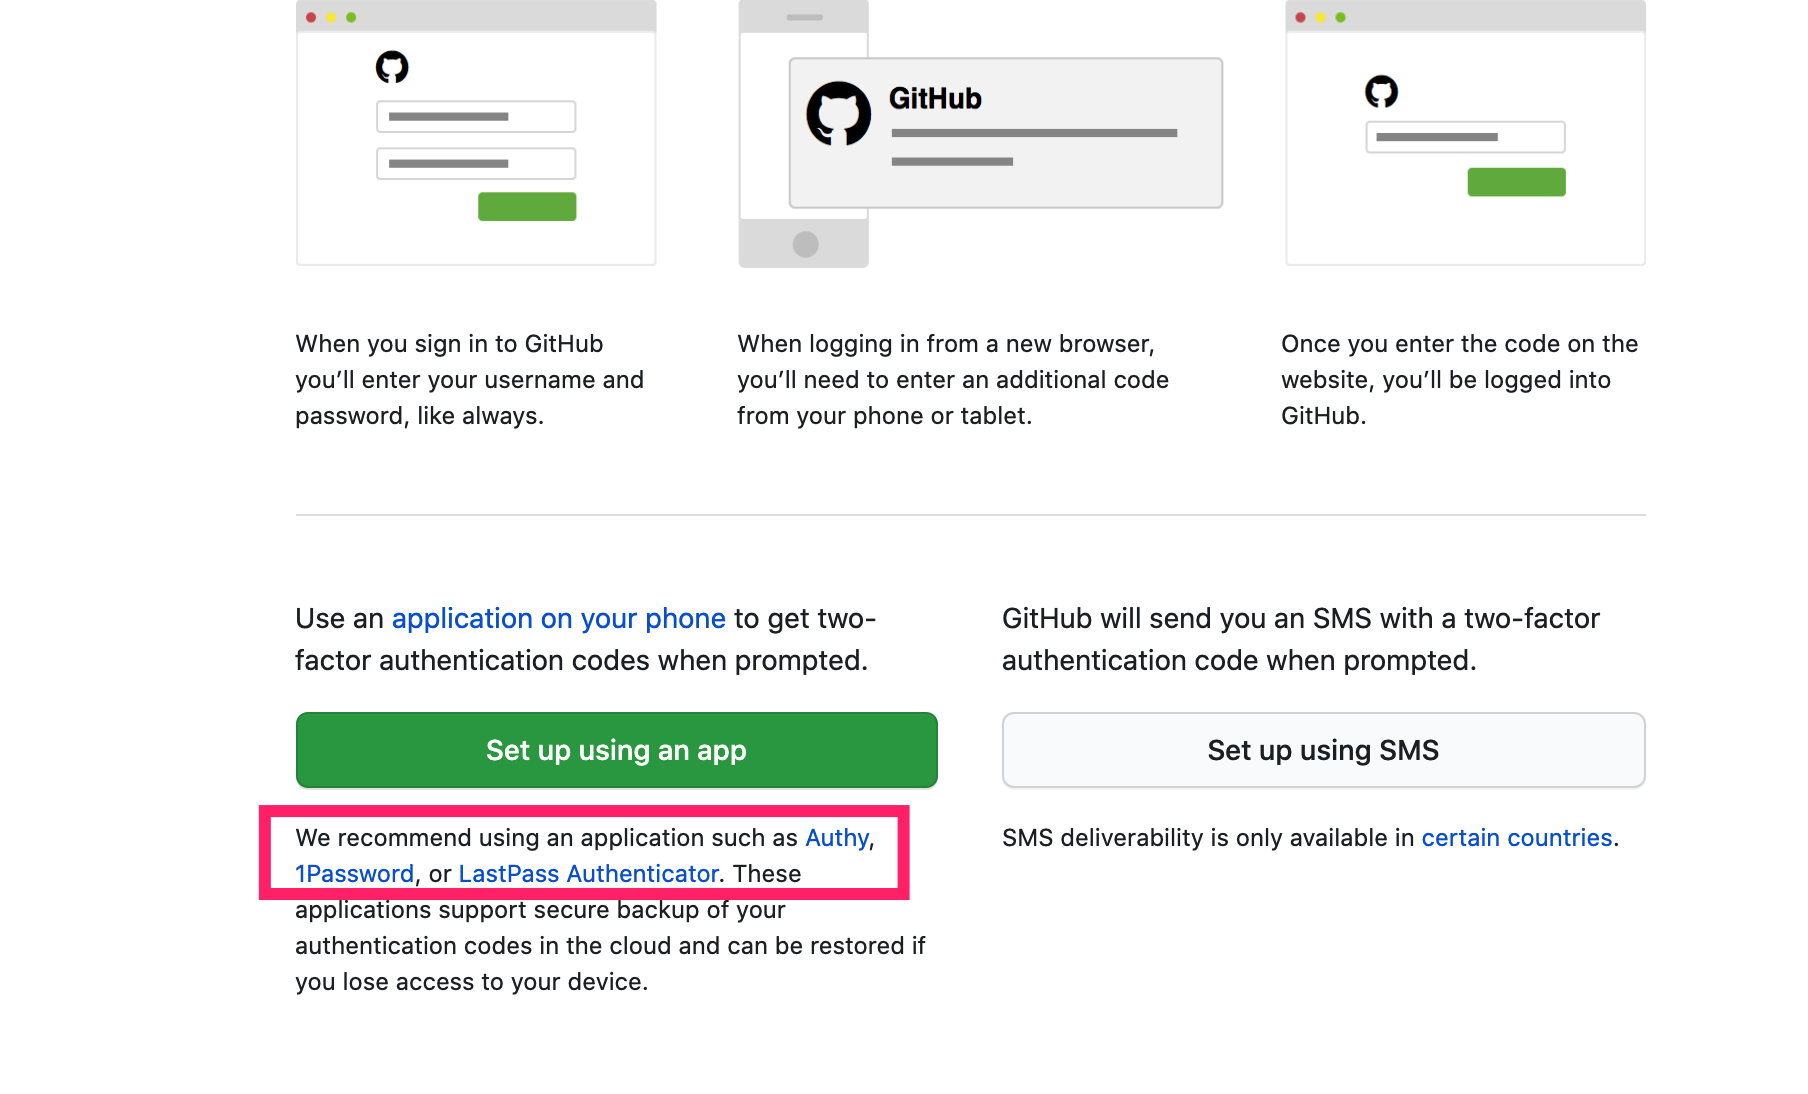 GitHub
When you sign in to GitHub
you’ll enter your username and
password, like always.
When logging in from a new browser,
you’ll need to enter an additional code
from your phone or tablet.
Once you enter the code on the
website, you’ll be logged into
GitHub.
Use an application on your phone to get two-
factor authentication codes when prompted.
Set up using an app
We recommend using an application such as Authy,
1Password, or LastPass Authenticator. These
applications support secure backup of your
authentication codes in the cloud and can be restored if
you lose access to your device.
GitHub will send you an SMS with a two-factor
authentication code when prompted.
Set up using SMS
SMS deliverability is only available in certain countries.